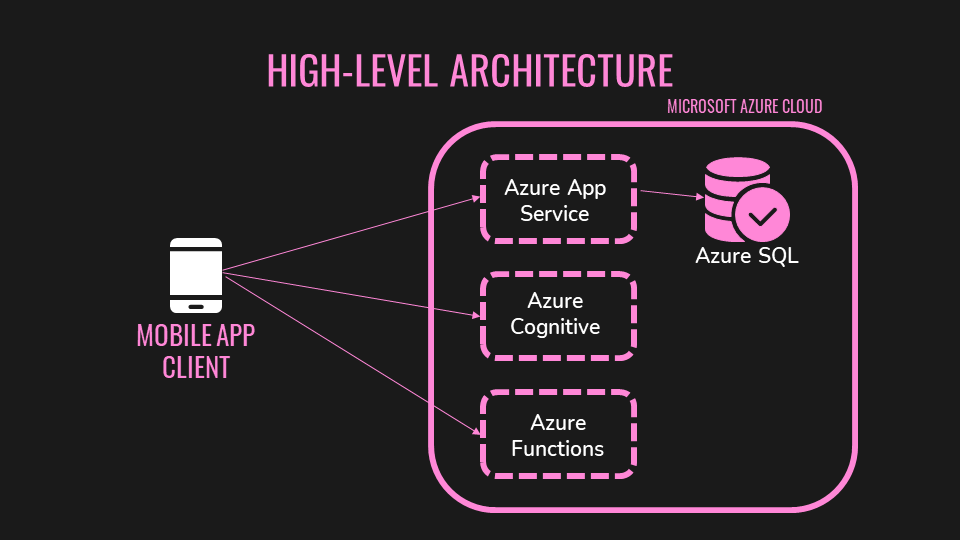 HIGH-LEVEL ARCHITECTURE
MICROSOFT AZURE CLOUD
Azure App
Service
Azure SQL
Azure
Cognitive
MOBILE APP
CLIENT
Azure
Functions